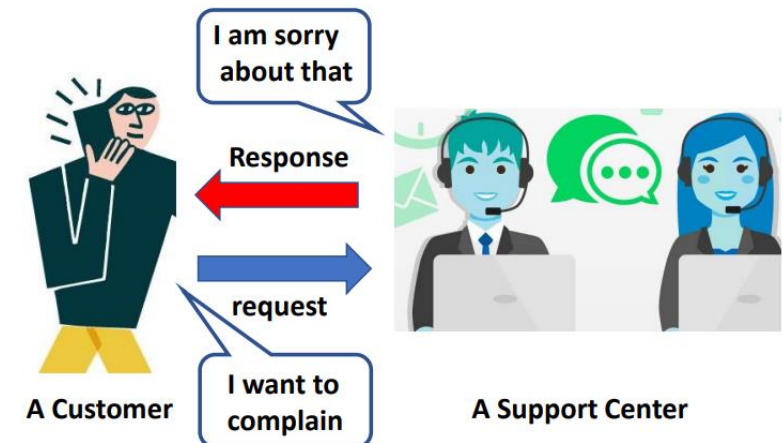 I am sorry
about that
Response
request
I want to
complain
A Customer
A Support Center